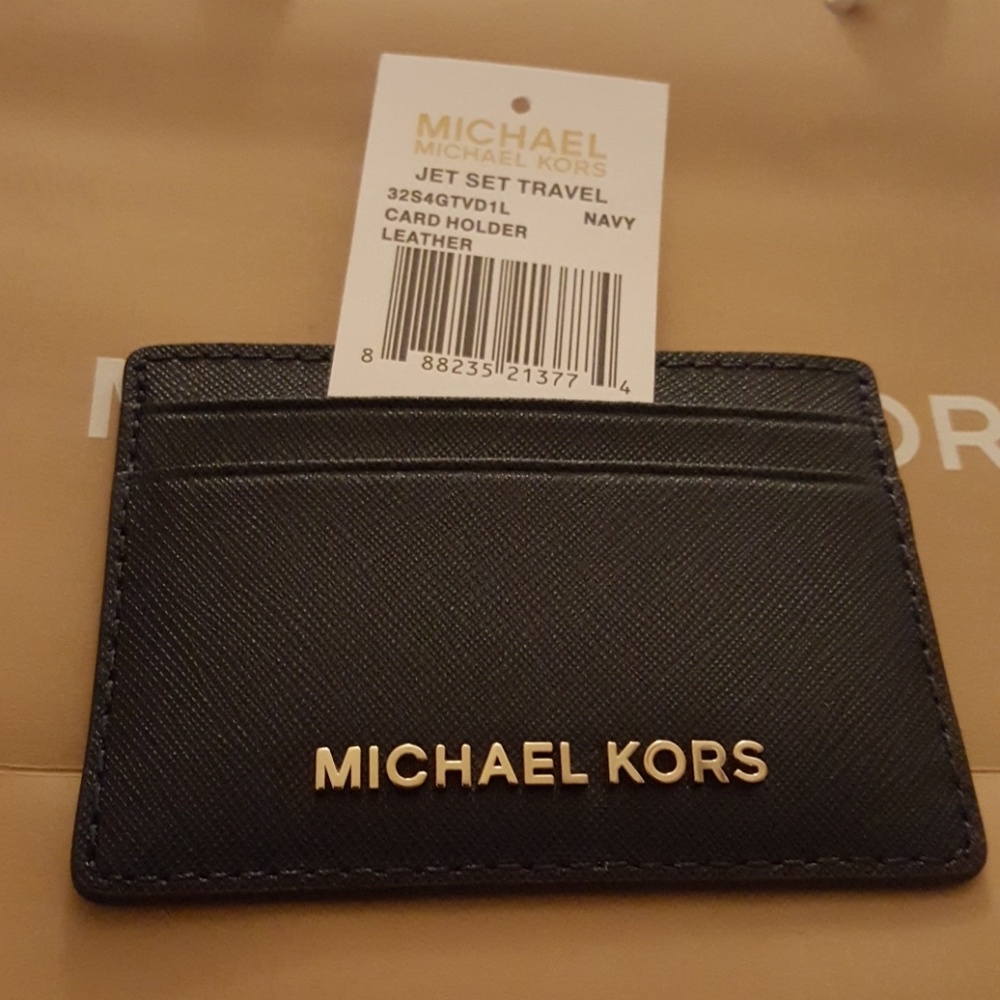 MICHAEL
MICHAEL KORS
JET SET TRAVEL
32S4GTVD1L NAVY
CARD HOLDER
LEATHER
8 88235 21377 4
MICHAEL KORS